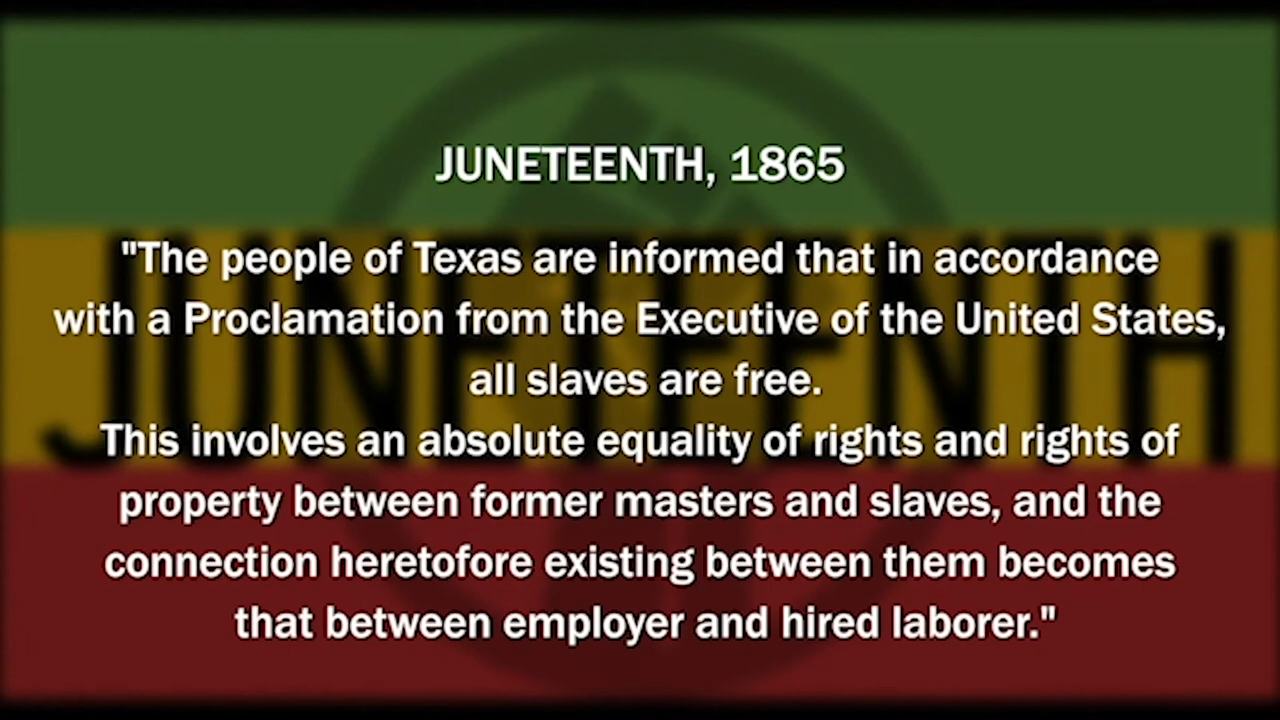 JUNETEENTH, 1865
"The people of Texas are informed that in accordance
with a Proclamation from the Executive of the United States,
all slaves are free.
This involves an absolute equality of rights and rights of
property between former masters and slaves, and the
connection heretofore existing between them becomes
that between employer and hired laborer."
JUNETEENTH